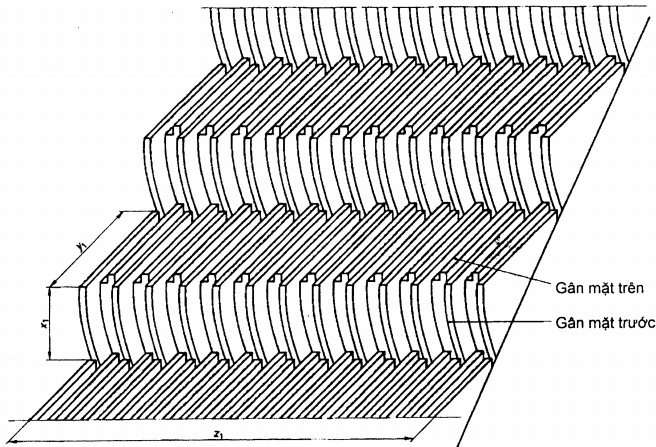 y₁
x₁
Gân mặt trên
Gân mặt trước
z₁